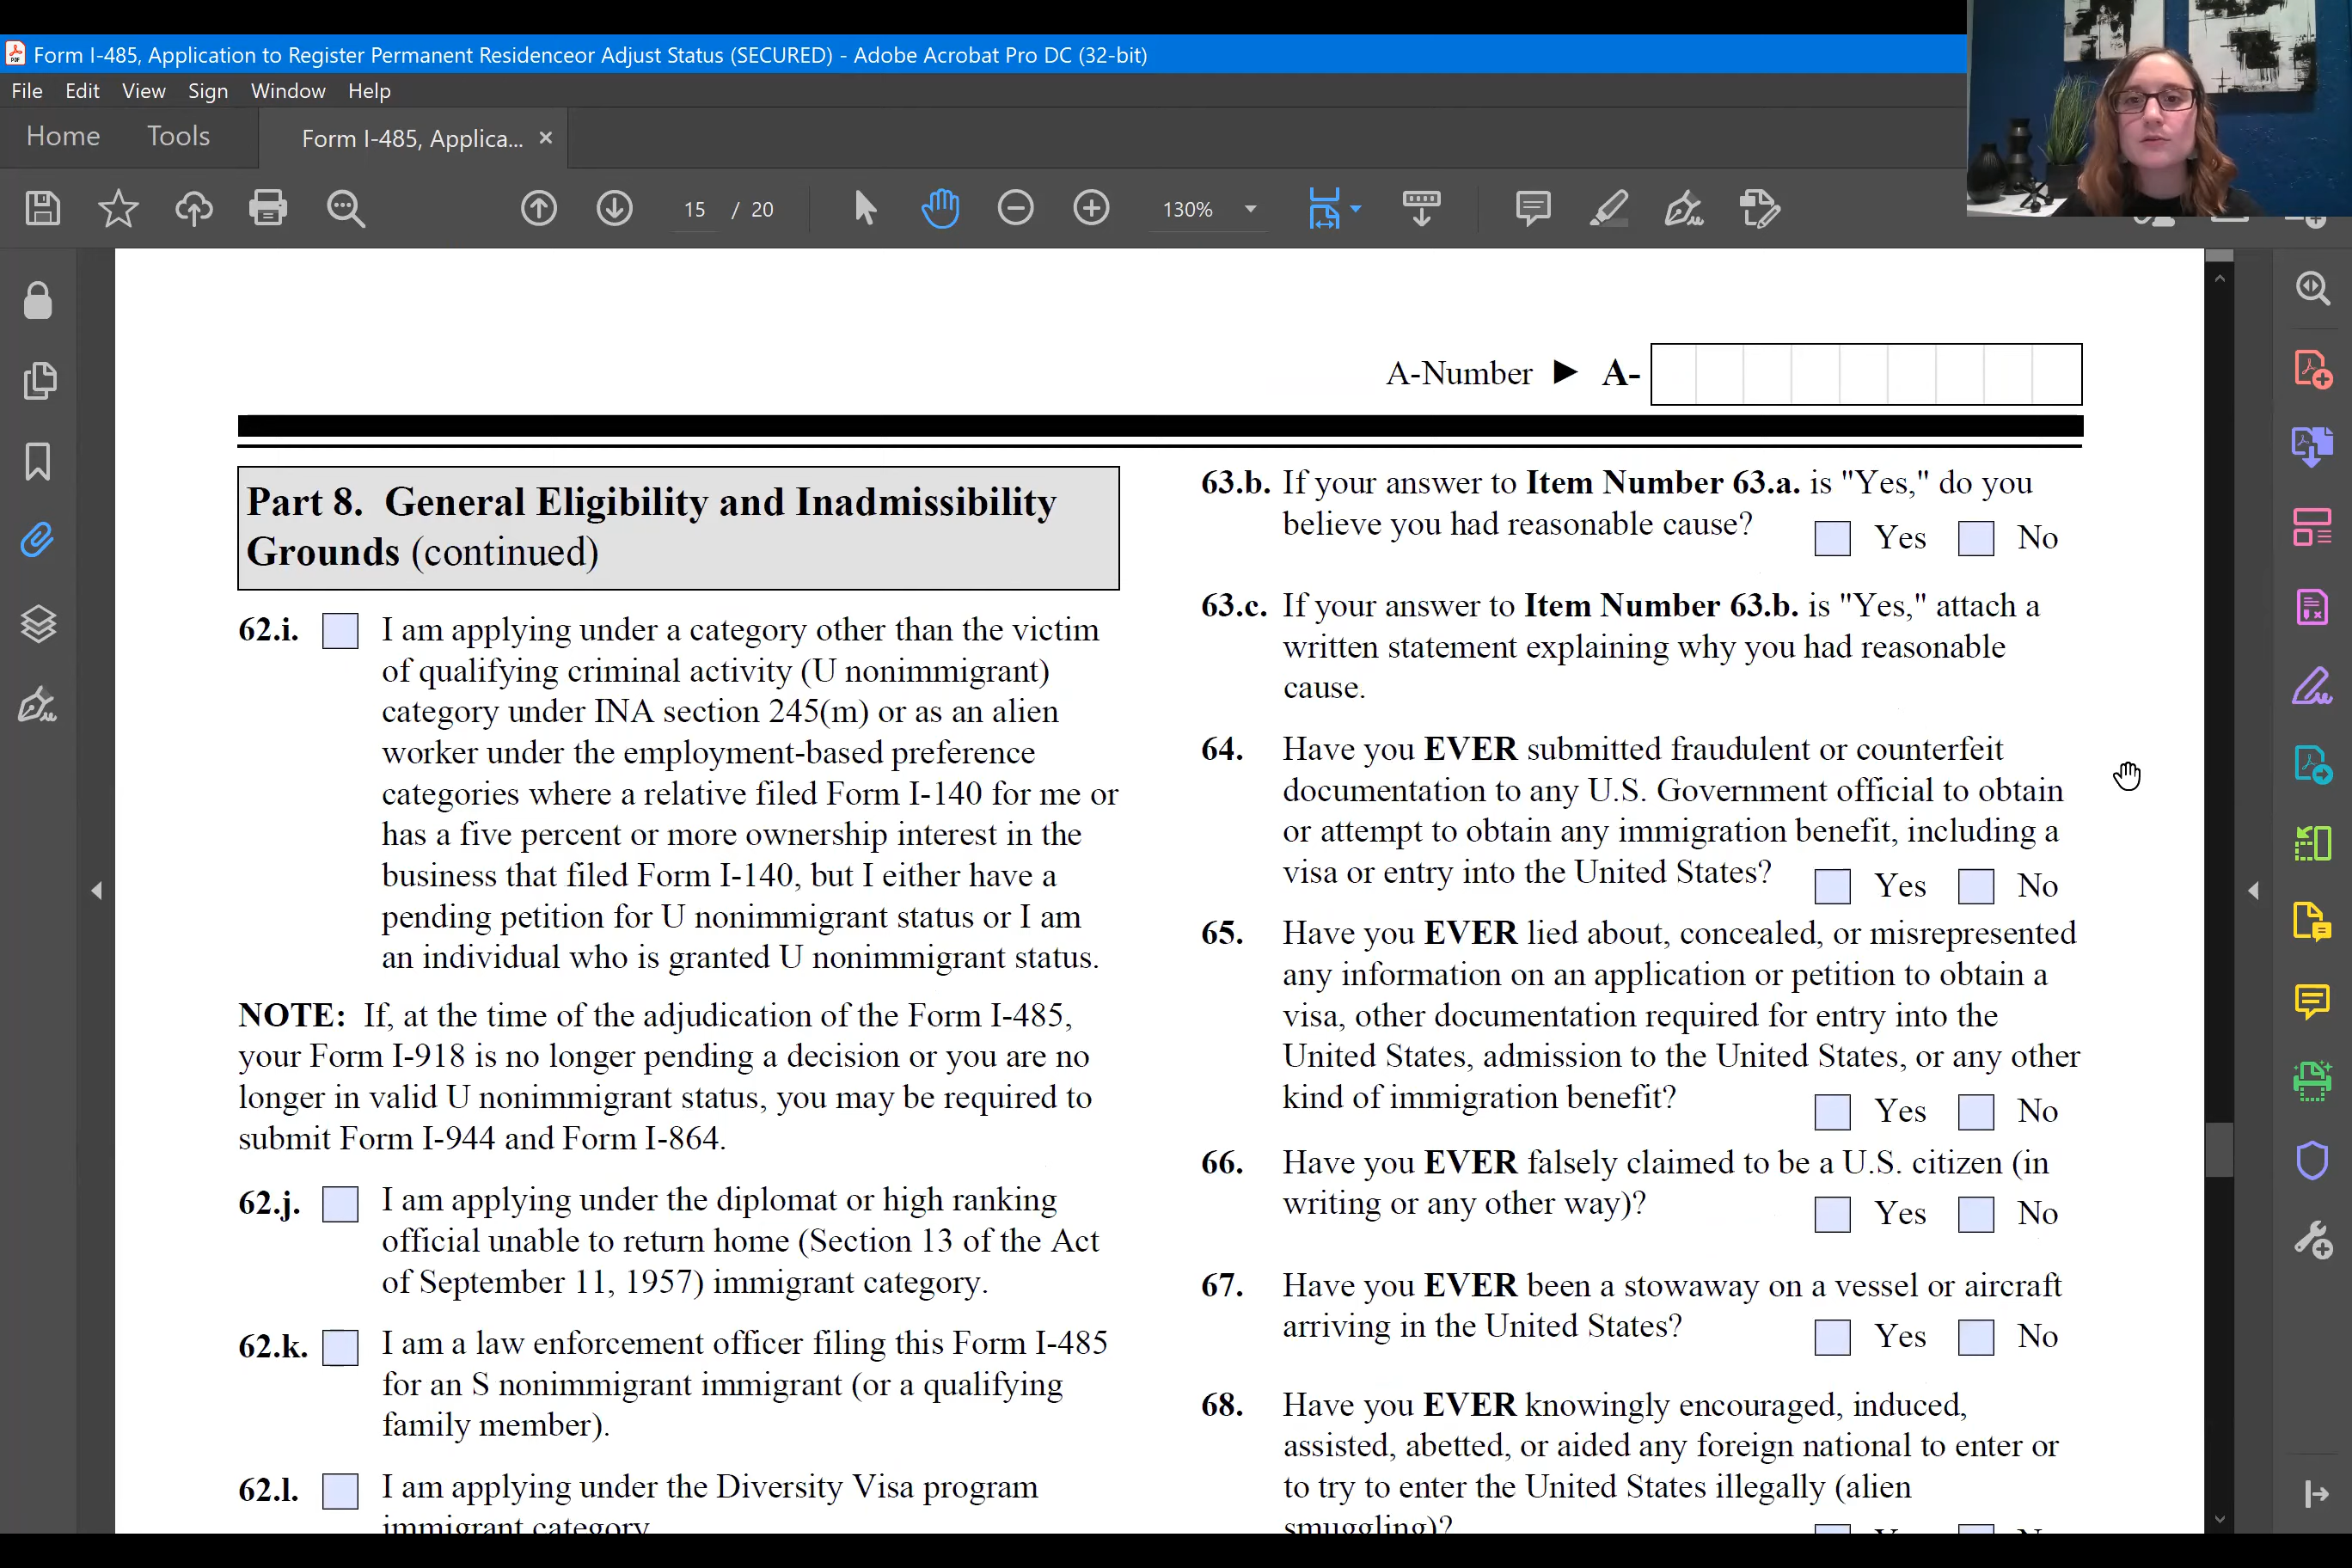 Form I-485, Application to Register Permanent Residenceor Adjust Status (SECURED) - Adobe Acrobat Pro DC (32-bit)
File Edit View Sign Window Help
Home Tools Form I-485, Applica... ×
15 / 20 130%
A-Number ► A-
Part 8. General Eligibility and Inadmissibility
Grounds (continued)
62.i. I am applying under a category other than the victim
of qualifying criminal activity (U nonimmigrant)
category under INA section 245(m) or as an alien
worker under the employment-based preference
categories where a relative filed Form I-140 for me or
has a five percent or more ownership interest in the
business that filed Form I-140, but I either have a
pending petition for U nonimmigrant status or I am
an individual who is granted U nonimmigrant status.
NOTE: If, at the time of the adjudication of the Form I-485,
your Form I-918 is no longer pending a decision or you are no
longer in valid U nonimmigrant status, you may be required to
submit Form I-944 and Form I-864.
62.j. I am applying under the diplomat or high ranking
official unable to return home (Section 13 of the Act
of September 11, 1957) immigrant category.
62.k. I am a law enforcement officer filing this Form I-485
for an S nonimmigrant immigrant (or a qualifying
family member).
62.l. I am applying under the Diversity Visa program
immigrant category
63.b. If your answer to Item Number 63.a. is "Yes," do you
believe you had reasonable cause? Yes No
63.c. If your answer to Item Number 63.b. is "Yes," attach a
written statement explaining why you had reasonable
cause.
64. Have you EVER submitted fraudulent or counterfeit
documentation to any U.S. Government official to obtain
or attempt to obtain any immigration benefit, including a
visa or entry into the United States? Yes No
65. Have you EVER lied about, concealed, or misrepresented
any information on an application or petition to obtain a
visa, other documentation required for entry into the
United States, admission to the United States, or any other
kind of immigration benefit? Yes No
66. Have you EVER falsely claimed to be a U.S. citizen (in
writing or any other way)? Yes No
67. Have you EVER been a stowaway on a vessel or aircraft
arriving in the United States? Yes No
68. Have you EVER knowingly encouraged, induced,
assisted, abetted, or aided any foreign national to enter or
to try to enter the United States illegally (alien
smuggling)?